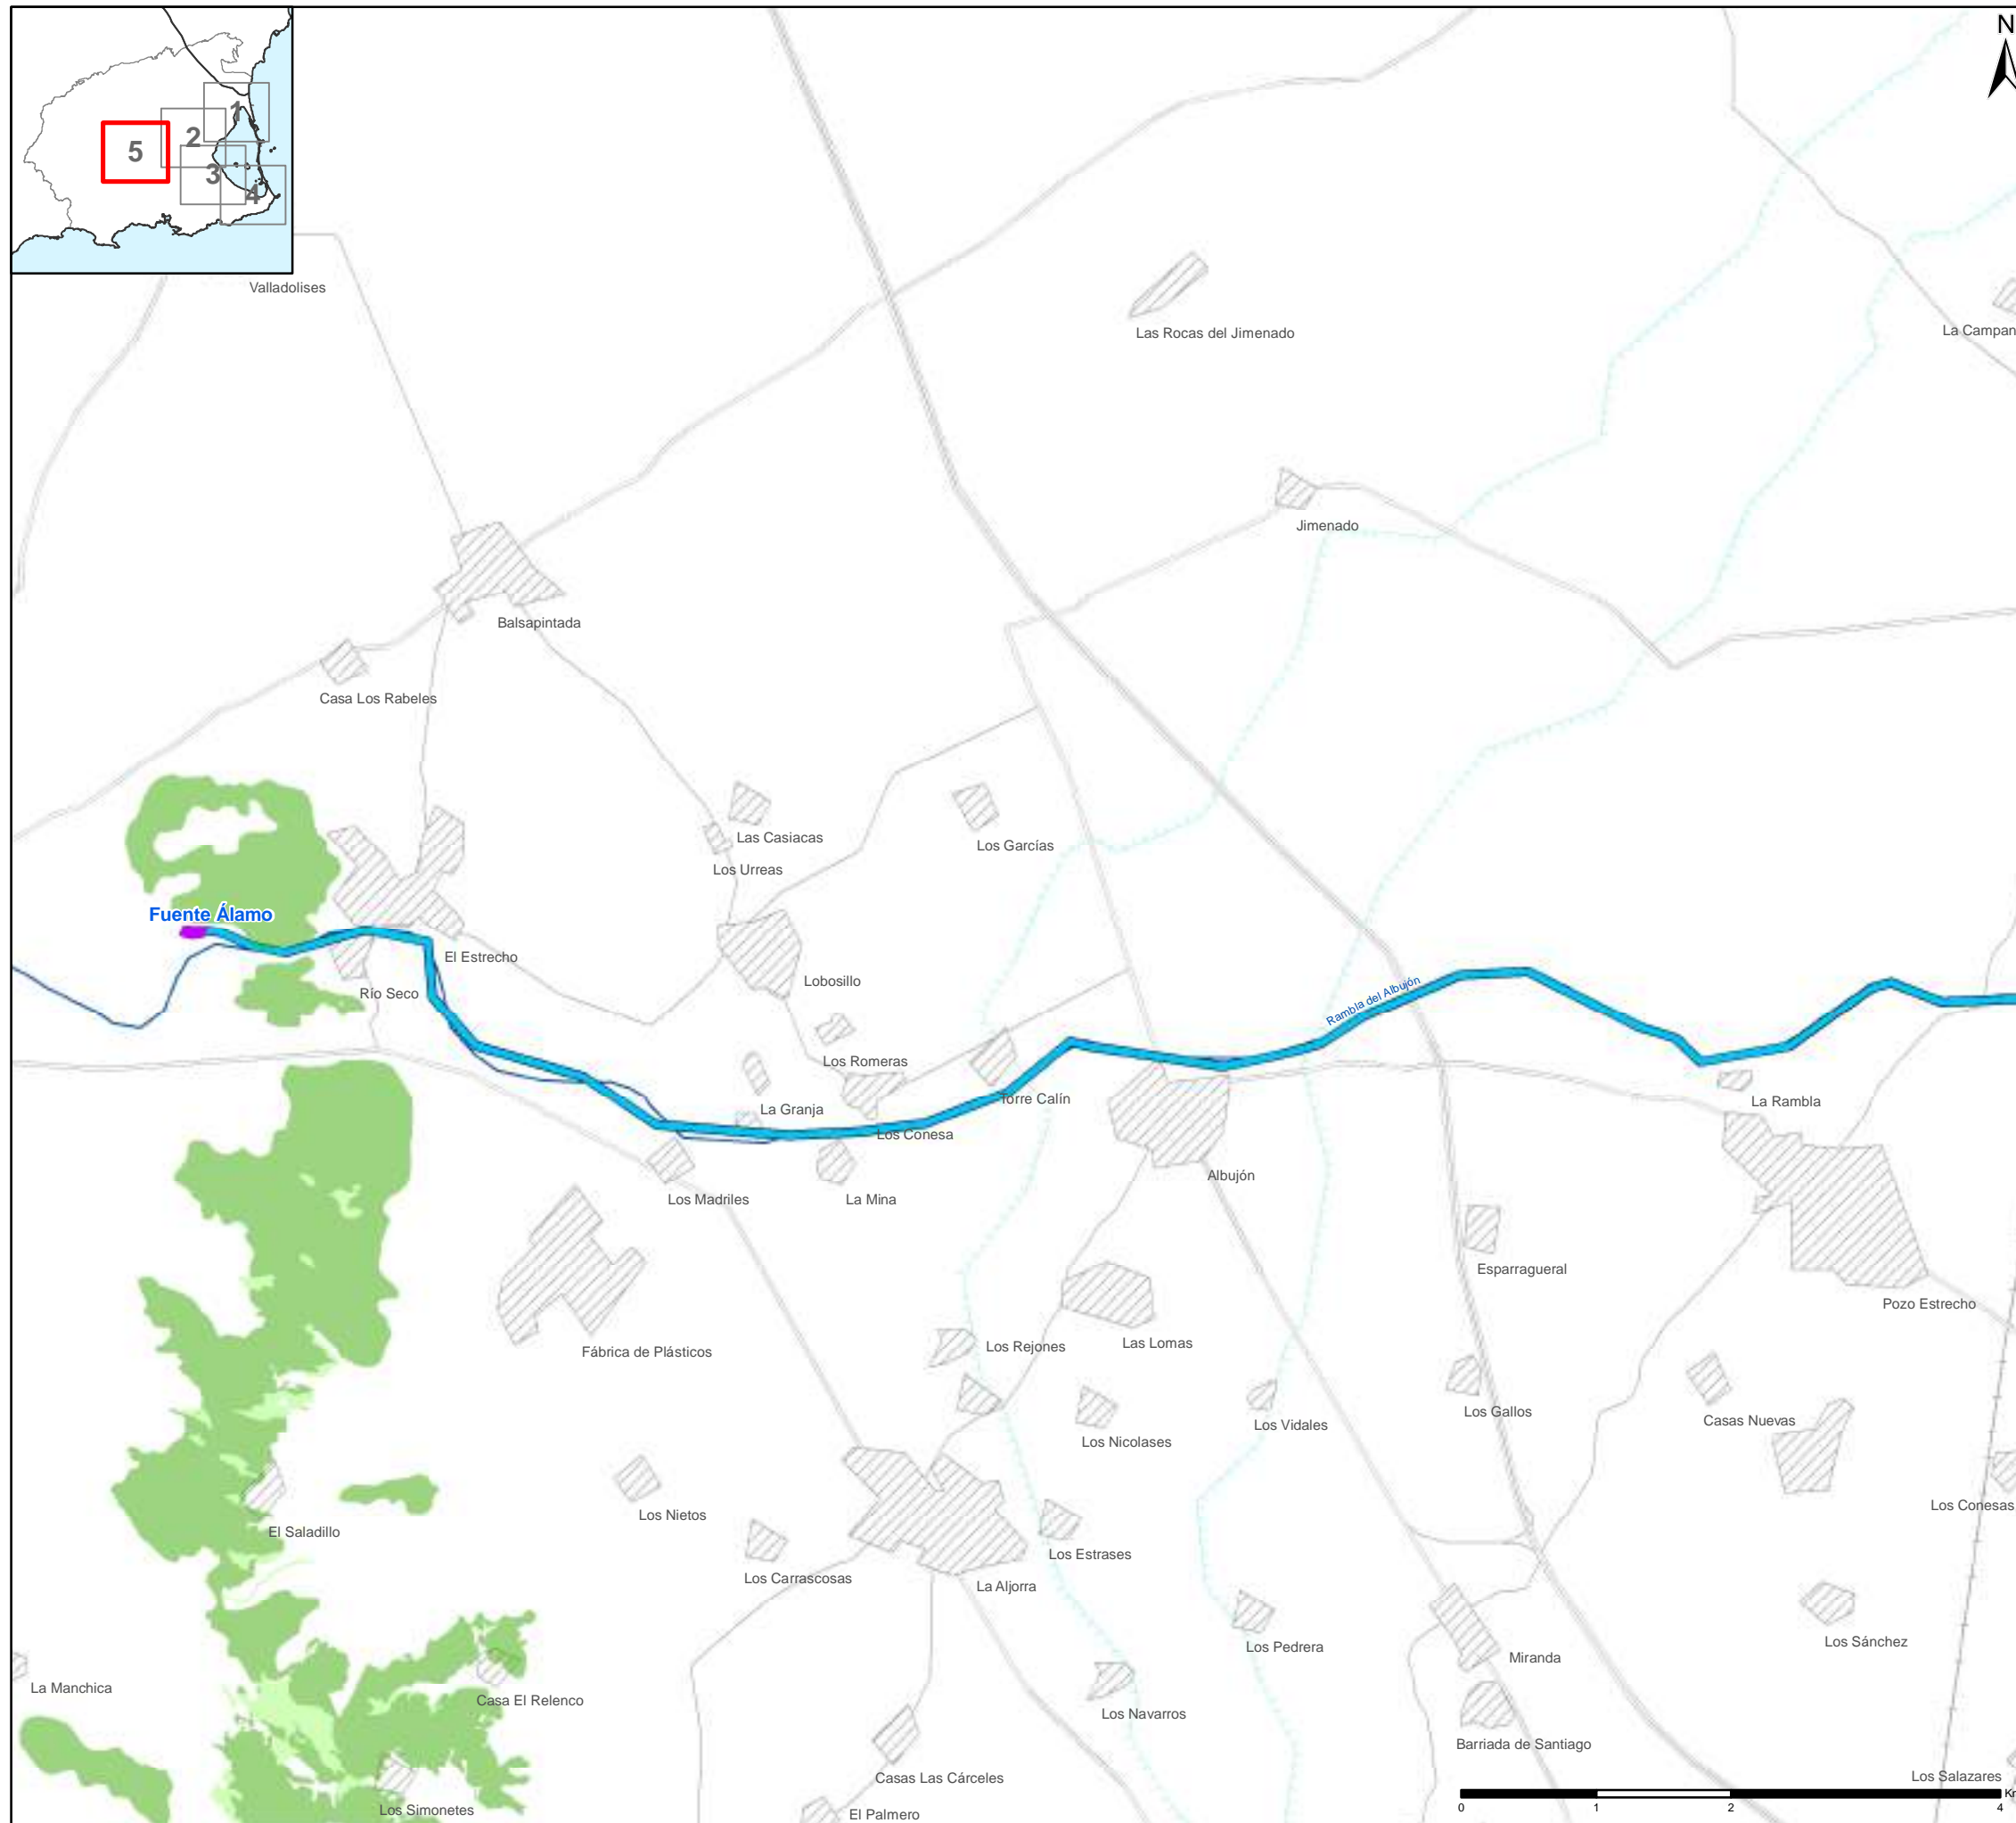 N
1
2
5
3
4
Valladolises
Las Rocas del Jimenado
La Campan
Jimenado
Balsapintada
Casa Los Rabeles
Las Casiacas
Los Garcías
Los Urreas
Fuente Álamo
El Estrecho
Lobosillo
Río Seco
Rambla del Albujón
Los Romeras
Torre Calín
La Rambla
La Granja
Los Conesa
Albujón
Los Madriles
La Mina
Esparragueral
Pozo Estrecho
Los Rejones
Las Lomas
Fábrica de Plásticos
Los Gallos
Casas Nuevas
Los Vidales
Los Nicolases
Los Conesas
Los Nietos
El Saladillo
Los Estrases
Los Carrascosas
La Aljorra
Los Sánchez
Los Pedrera
Miranda
La Manchica
Casa El Relenco
Los Navarros
Barriada de Santiago
Casas Las Cárceles
Los Salazares
Los Simonetes
El Palmero
0 1 2 4